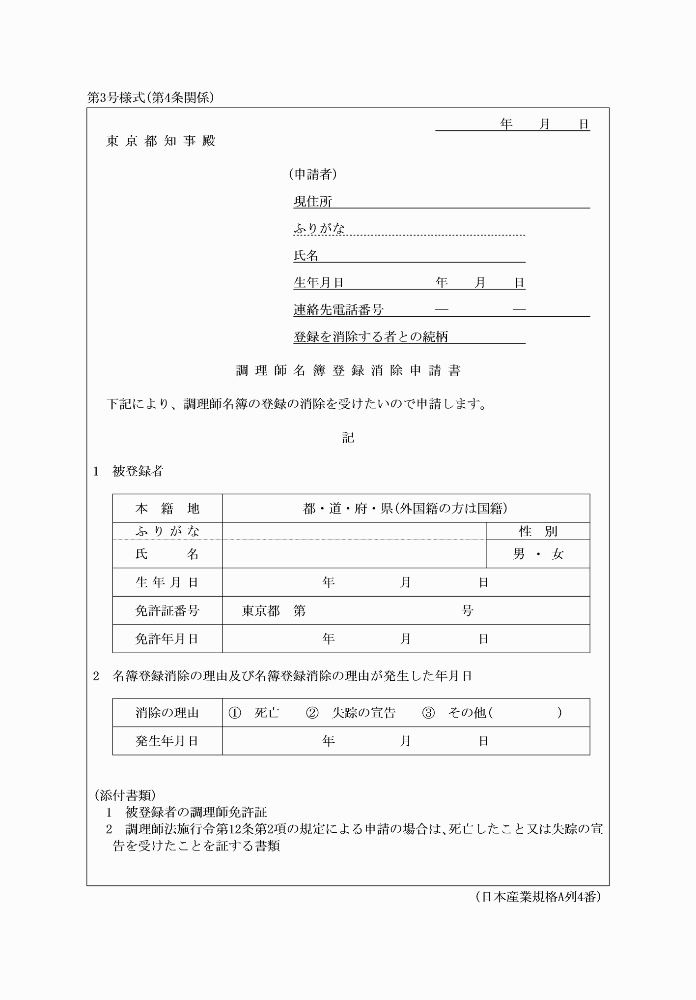 第3号様式(第4条関係)
年　月　日
東京都知事殿
(申請者)
現住所
ふりがな
氏名
生年月日　年　月　日
連絡先電話番号　―　―
登録を消除する者との続柄
調理師名簿登録消除申請書
下記により、調理師名簿の登録の消除を受けたいので申請します。
記
1　被登録者
本籍地　都・道・府・県(外国籍の方は国籍)
ふりがな　性別
氏名　男・女
生年月日　年　月　日
免許証番号　東京都　第　号
免許年月日　年　月　日
2　名簿登録消除の理由及び名簿登録消除の理由が発生した年月日
消除の理由　①　死亡　②　失踪の宣告　③　その他(　)
発生年月日　年　月　日
(添付書類)
1　被登録者の調理師免許証
2　調理師法施行令第12条第2項の規定による申請の場合は、死亡したこと又は失踪の宣
告を受けたことを証する書類
(日本産業規格A列4番)